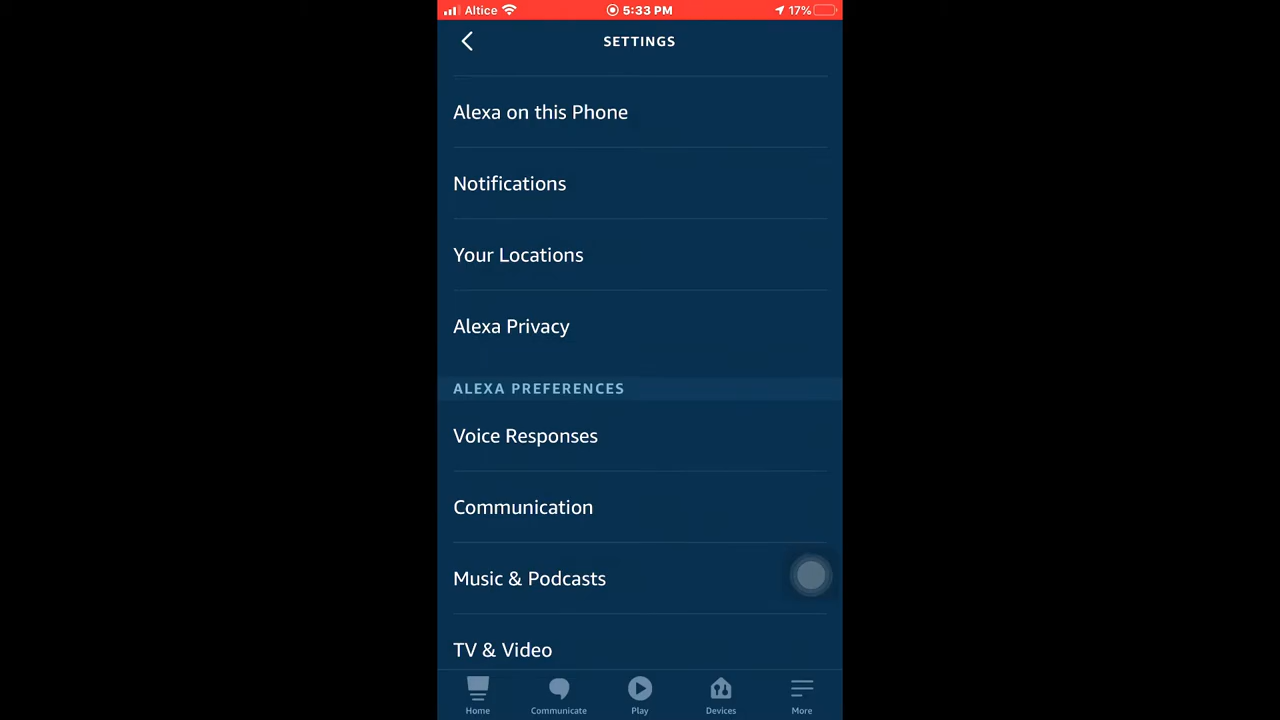 Altice 5:33 PM 17%
SETTINGS
Alexa on this Phone
Notifications
Your Locations
Alexa Privacy
ALEXA PREFERENCES
Voice Responses
Communication
Music & Podcasts
TV & Video
Home Communicate Play Devices More